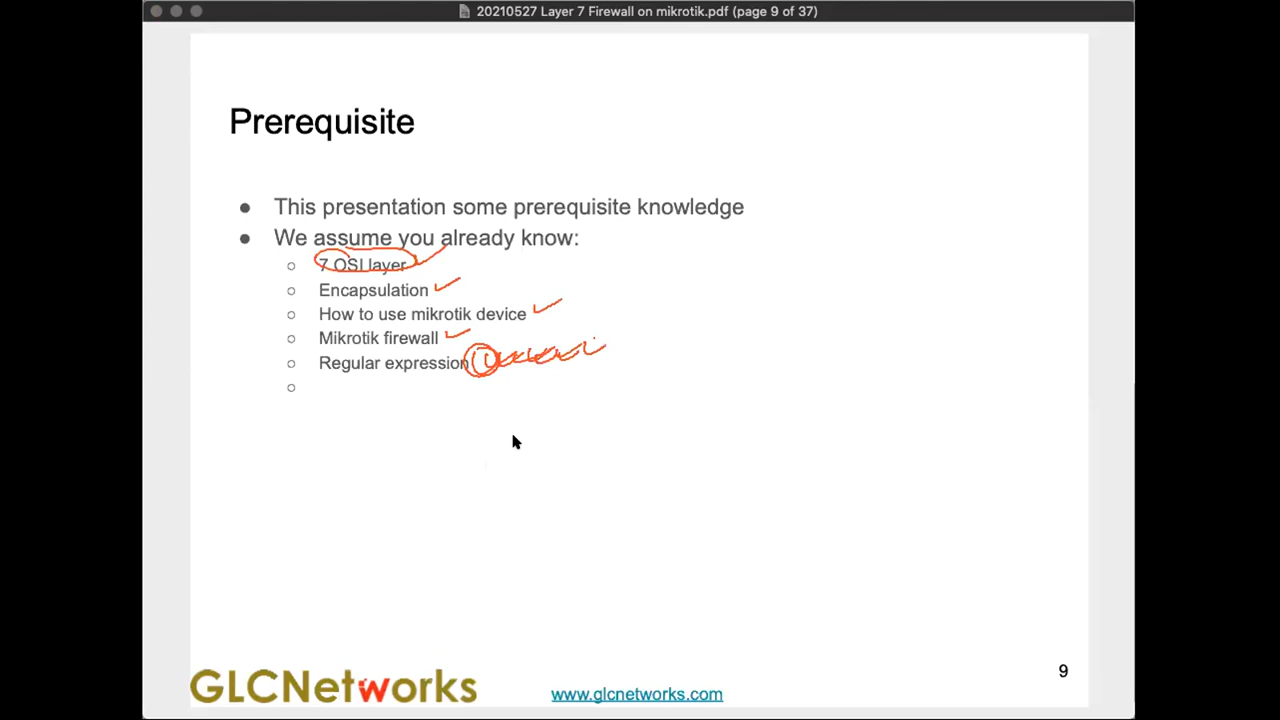 20210527 Layer 7 Firewall on mikrotik.pdf (page 9 of 37)
Prerequisite
● This presentation some prerequisite knowledge
● We assume you already know:
○ 7 OSI layer
○ Encapsulation
○ How to use mikrotik device
○ Mikrotik firewall
○ Regular expression
○
GLCNetworks
www.glcnetworks.com
9